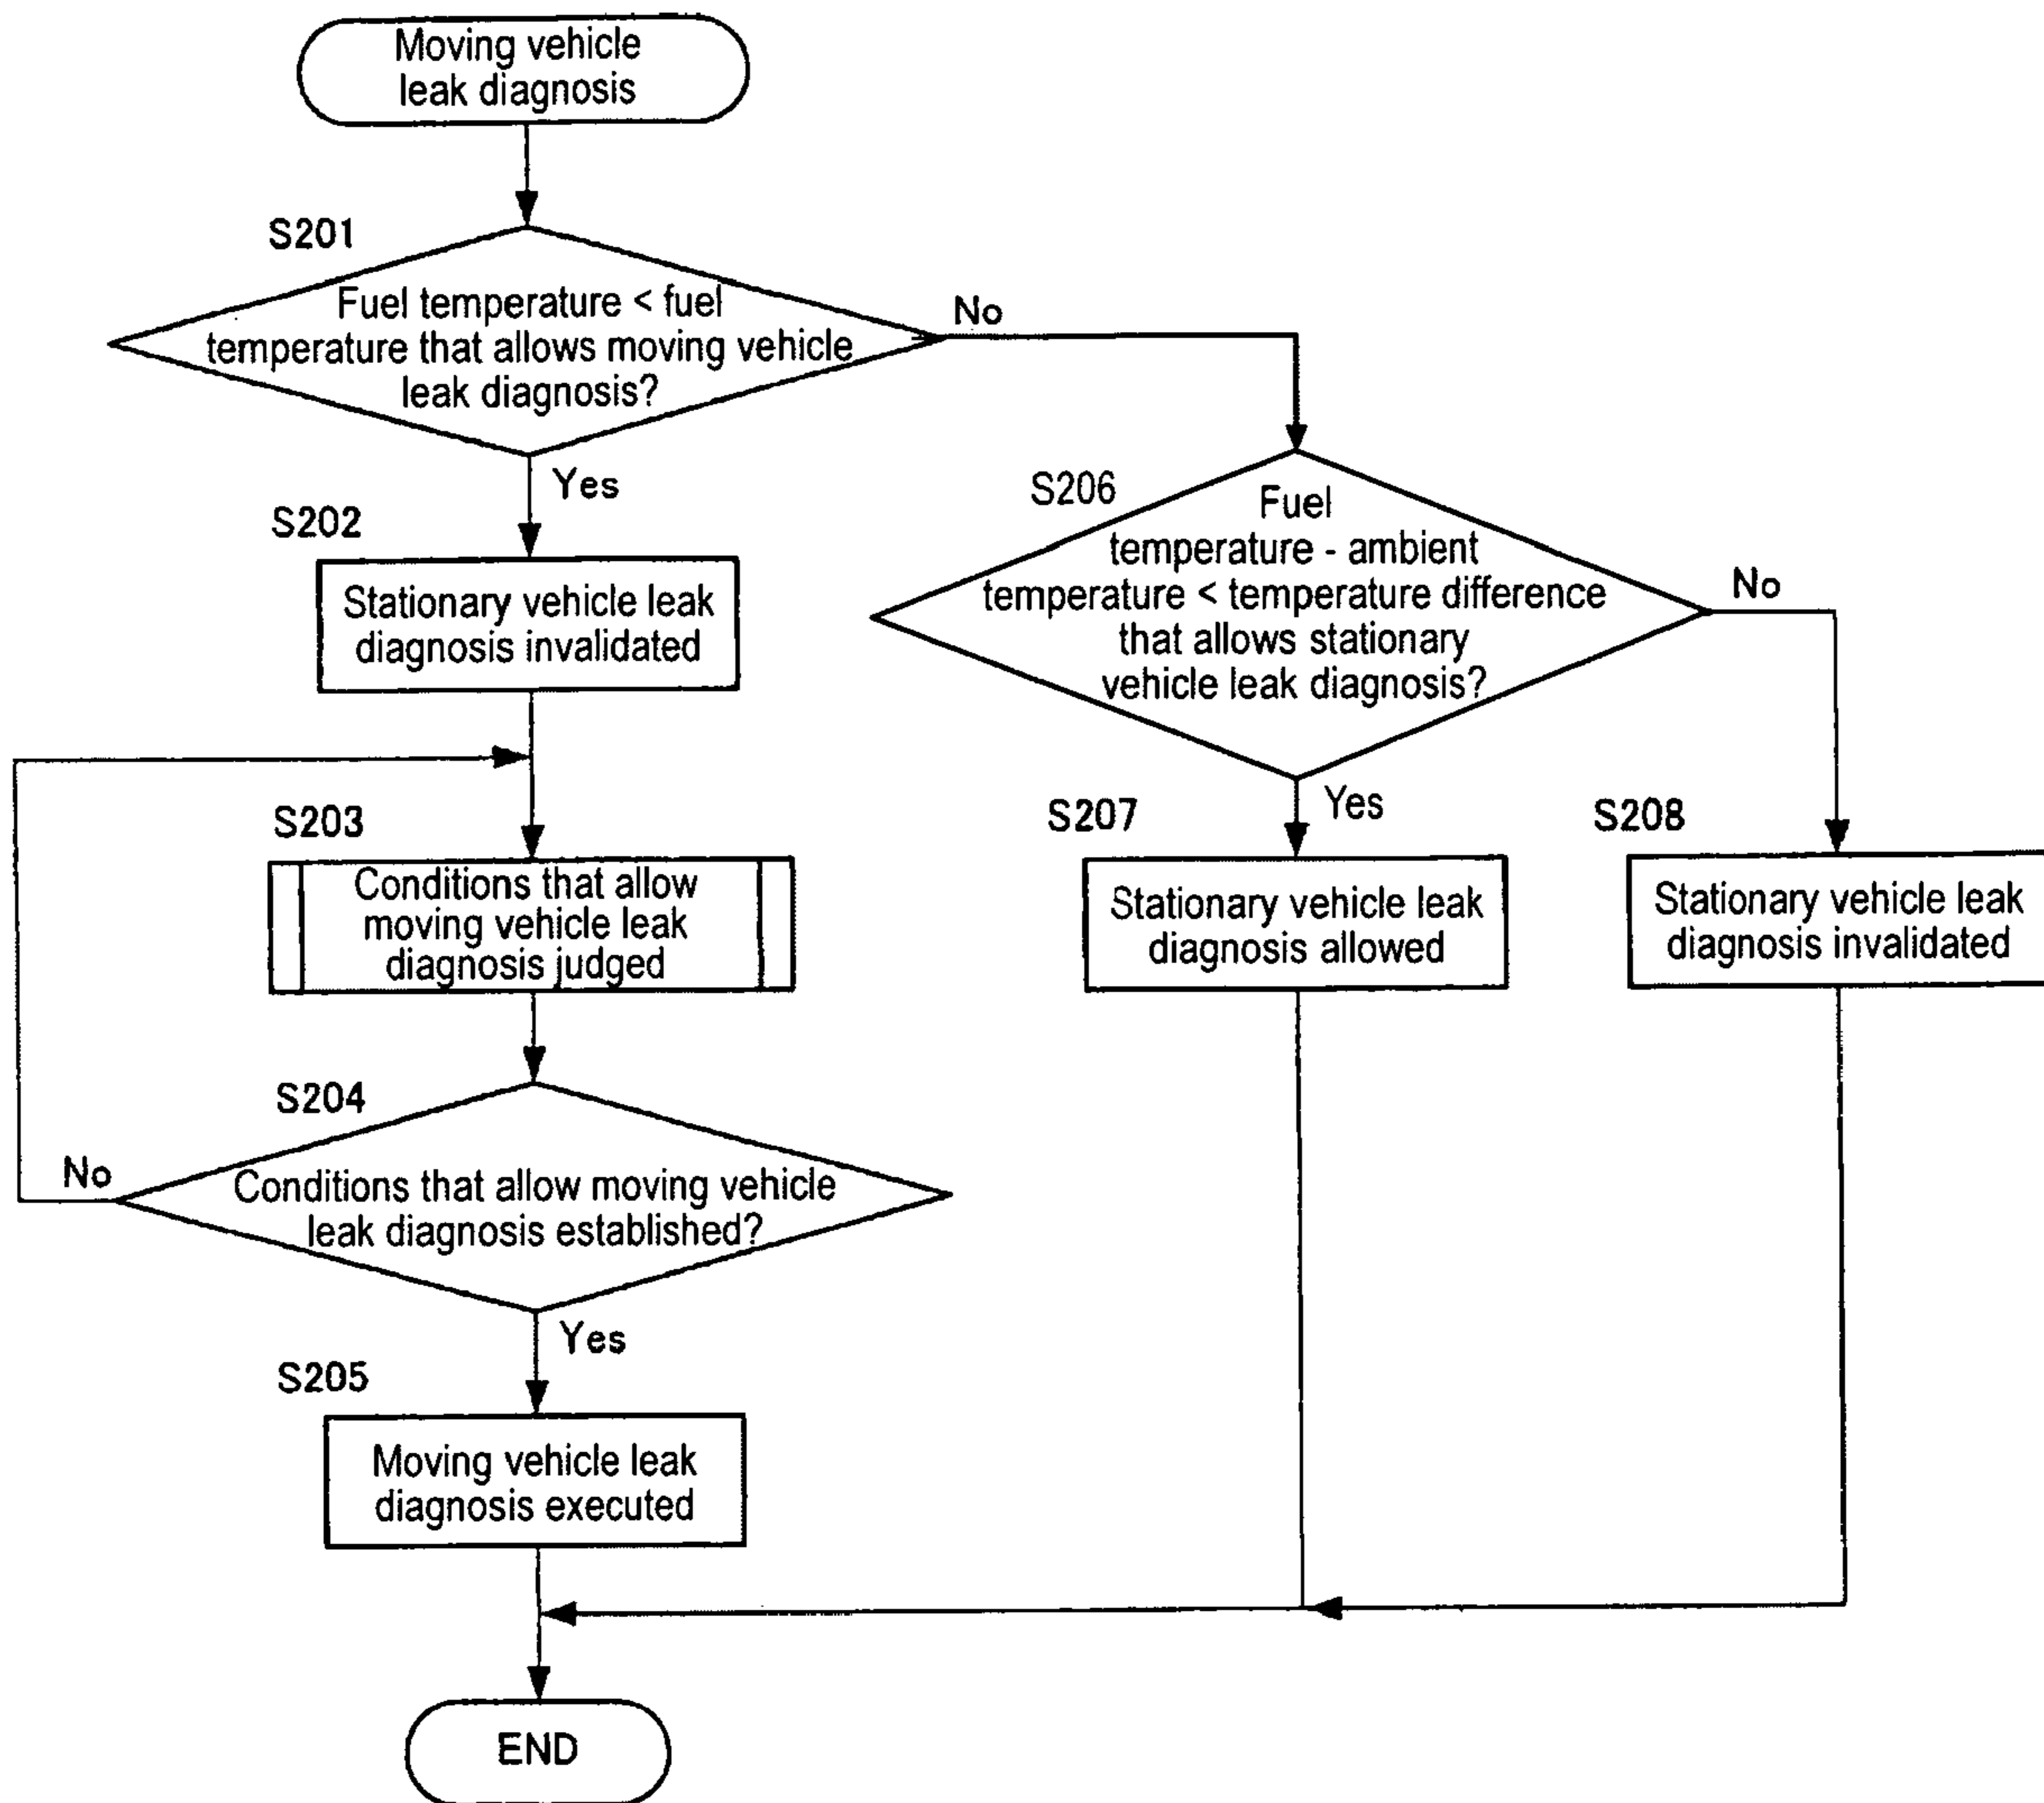 Moving vehicle
leak diagnosis
S201
Fuel temperature < fuel
temperature that allows moving vehicle
leak diagnosis?
No
Yes
S202
Stationary vehicle leak
diagnosis invalidated
S206
Fuel
temperature - ambient
temperature < temperature difference
that allows stationary
vehicle leak diagnosis?
No
Yes
S203
Conditions that allow
moving vehicle leak
diagnosis judged
S207
Stationary vehicle leak
diagnosis allowed
S208
Stationary vehicle leak
diagnosis invalidated
S204
Conditions that allow moving vehicle
leak diagnosis established?
No
Yes
S205
Moving vehicle leak
diagnosis executed
END